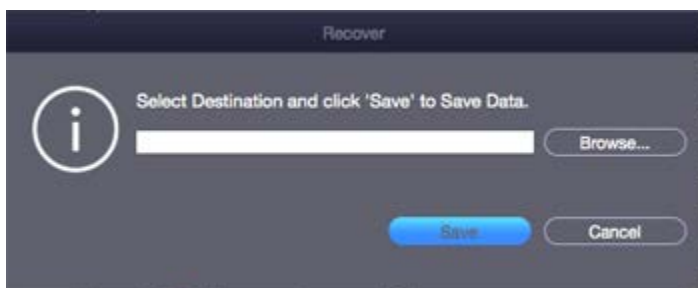 Recover
Select Destination and click 'Save' to Save Data.
Browse...
Save
Cancel